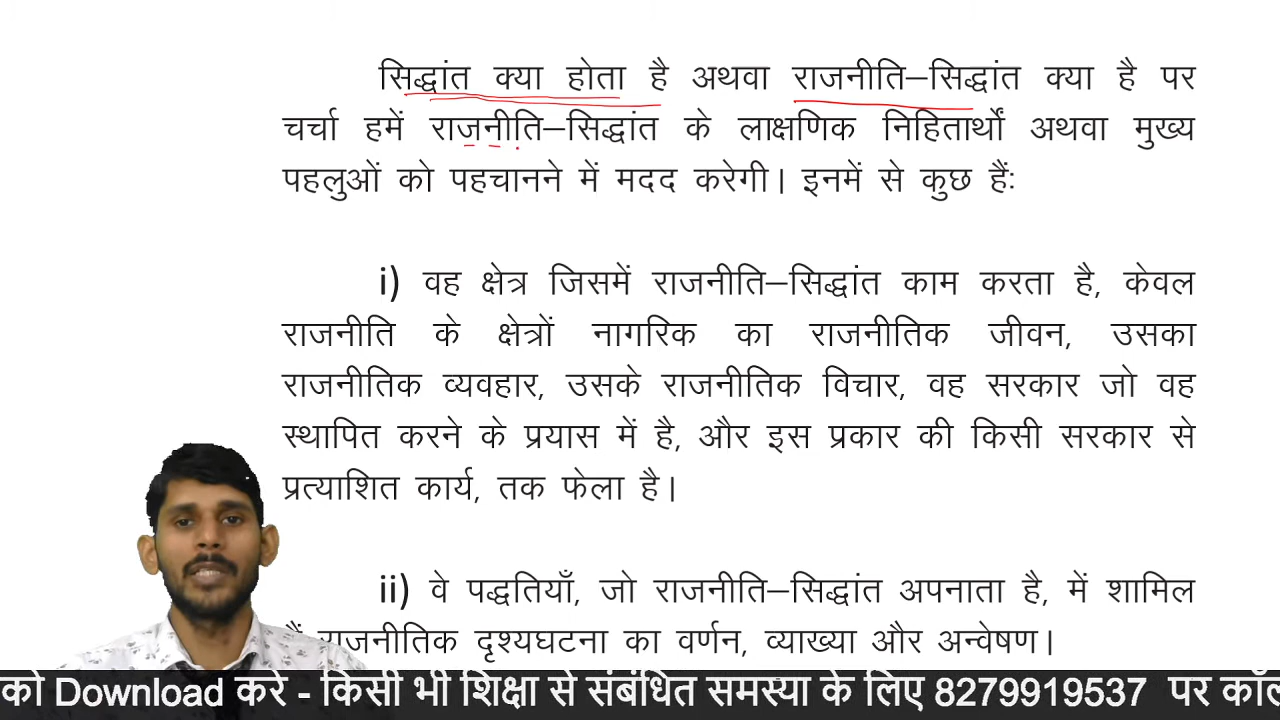 सिद्धांत क्या होता है अथवा राजनीति–सिद्धांत क्या है पर
चर्चा हमें राजनीति–सिद्धांत के लाक्षणिक निहितार्थों अथवा मुख्य
पहलुओं को पहचानने में मदद करेगी। इनमें से कुछ हैंः
i) वह क्षेत्र जिसमें राजनीति–सिद्धांत काम करता है, केवल
राजनीति के क्षेत्रों नागरिक का राजनीतिक जीवन, उसका
राजनीतिक व्यवहार, उसके राजनीतिक विचार, वह सरकार जो वह
स्थापित करने के प्रयास में है, और इस प्रकार की किसी सरकार से
प्रत्याशित कार्य, तक फेला है।
ii) वे पद्धतियाँ, जो राजनीति–सिद्धांत अपनाता है, में शामिल
राजनीतिक दृश्यघटना का वर्णन, व्याख्या और अन्वेषण।
को Download करे - किसी भी शिक्षा से संबंधित समस्या के लिए 8279919537 पर